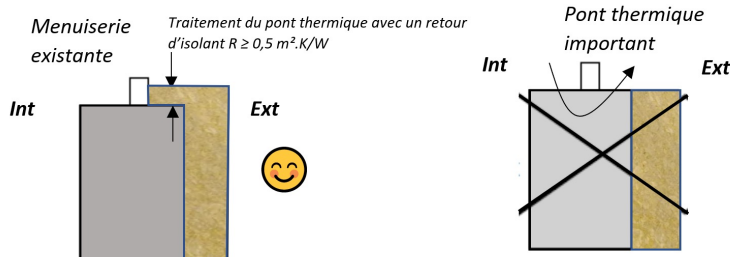 Menuiserie
existante
Traitement du pont thermique avec un retour
d’isolant R ≥ 0,5 m².K/W
Int
Ext
Pont thermique
important
Int
Ext